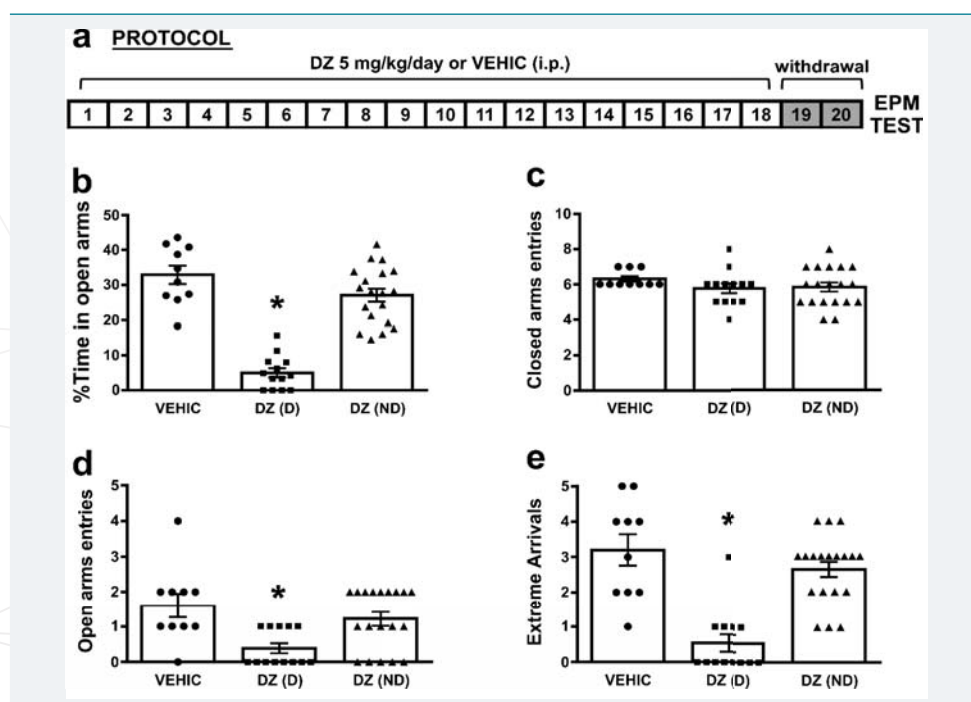 a PROTOCOL
DZ 5 mg/kg/day or VEHIC (i.p.)
withdrawal
1 2 3 4 5 6 7 8 9 10 11 12 13 14 15 16 17 18 19 20
EPM
TEST
b
%Time in open arms
50
40
30
20
10
0
*
VEHIC DZ (D) DZ (ND)
c
Closed arms entries
10
8
6
4
2
0
VEHIC DZ (D) DZ (ND)
d
Open arms entries
5
4
3
2
1
0
*
VEHIC DZ (D) DZ (ND)
e
Extreme Arrivals
5
4
3
2
1
0
*
VEHIC DZ (D) DZ (ND)